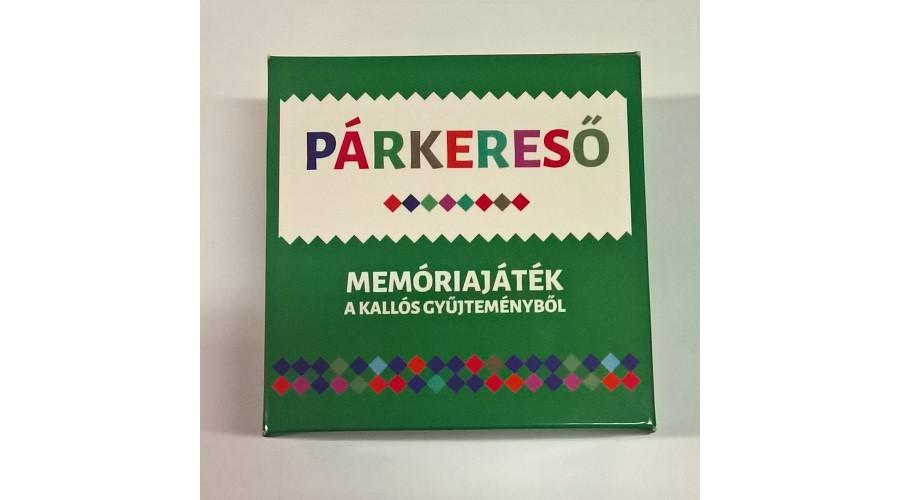 PÁRKERESŐ
MEMÓRIAJÁTÉK
A KALLÓS GYŰJTEMÉNYBŐL